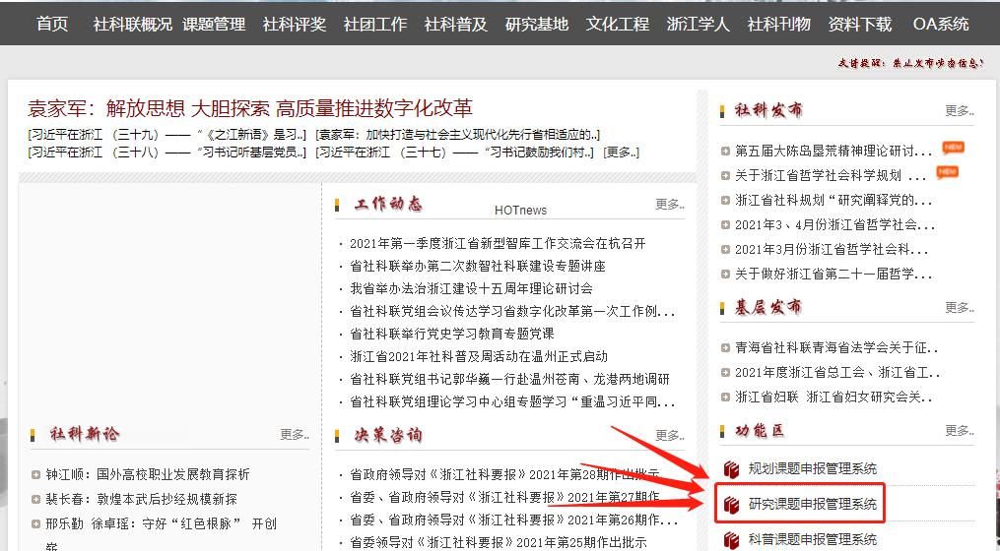 首页 社科联概况 课题管理 社科评奖 社团工作 社科普及 研究基地 文化工程 浙江学人 社科刊物 资料下载 OA系统
友情提醒：禁止发布涉密信息?
袁家军：解放思想 大胆探索 高质量推进数字化改革
[习近平在浙江 （三十九）——“《之江新语》是习..] [袁家军：加快打造与社会主义现代化先行省相适应的..]
[习近平在浙江 （三十八）——“习书记听基层党员..] [习近平在浙江 （三十七）——“习书记鼓励我们村..] [更多..]
工作动态 HOTnews 更多..
· 2021年第一季度浙江省新型智库工作交流会在杭召开
· 省社科联举办第二次数智社科联建设专题讲座
· 我省举办法治浙江建设十五周年理论研讨会
· 省社科联党组会议传达学习省数字化改革第一次工作例...
· 省社科联举行党史学习教育专题党课
· 浙江省2021年社科普及周活动在温州正式启动
· 省社科联党组书记郭华巍一行赴温州苍南、龙港两地调研
· 省社科联党组理论学习中心组专题学习“重温习近平同...
社科新论 更多..
钟江顺：国外高校职业发展教育探析
裴长春：敦煌本武后抄经规模新探
邢乐勤 徐卓瑶：守好“红色根脉” 开创
决策咨询 更多..
· 省政府领导对《浙江社科要报》2021年第28期作出批示
· 省委、省政府领导对《浙江社科要报》2021年第27期作
· 省委、省政府领导对《浙江社科要报》2021年第26期作...
· 省委领导对《浙江社科要报》2021年第25期作出批示
社科发布 更多..
第五届大陈岛垦荒精神理论研讨... NEW
关于浙江省哲学社会科学规划 ... NEW
浙江省社科规划“研究阐释党的...
2021年3、4月份浙江省哲学社会...
2021年3月份浙江省哲学社会科...
关于做好浙江省第二十一届哲学...
基层发布 更多..
青海省社科联青海省法学会关于征..
2021年度浙江省总工会、浙江省工..
浙江省妇联 浙江省妇女研究会关..
功能区 更多..
规划课题申报管理系统
研究课题申报管理系统
科普课题申报管理系统